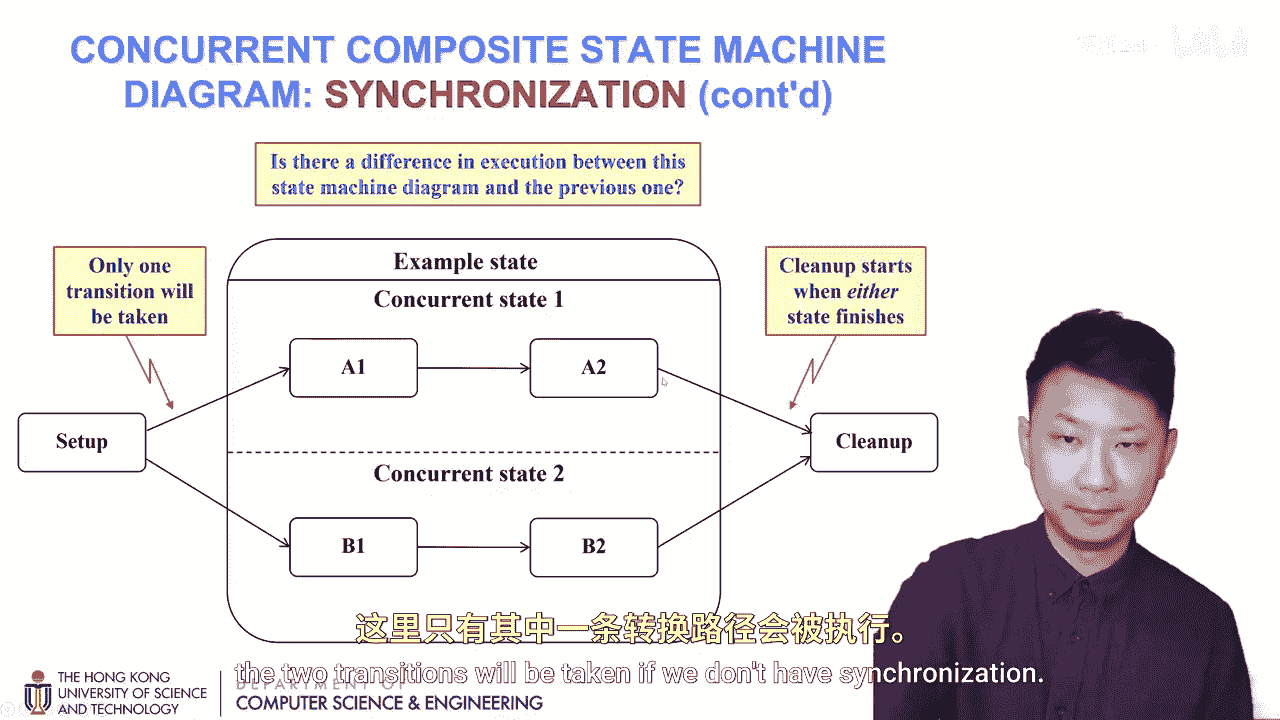 CONCURRENT COMPOSITE STATE MACHINE
DIAGRAM: SYNCHRONIZATION (cont'd)
Is there a difference in execution between this
state machine diagram and the previous one?
Only one
transition will
be taken
Example state
Concurrent state 1
Cleanup starts
when either
state finishes
A1
A2
Setup
Cleanup
Concurrent state 2
B1
B2
这里只有其中一条转换路径会被执行。
the two transitions will be taken if we don't have synchronization.
THE HONG KONG
UNIVERSITY OF SCIENCE
AND TECHNOLOGY
DEPARTMENT OF
COMPUTER SCIENCE & ENGINEERING